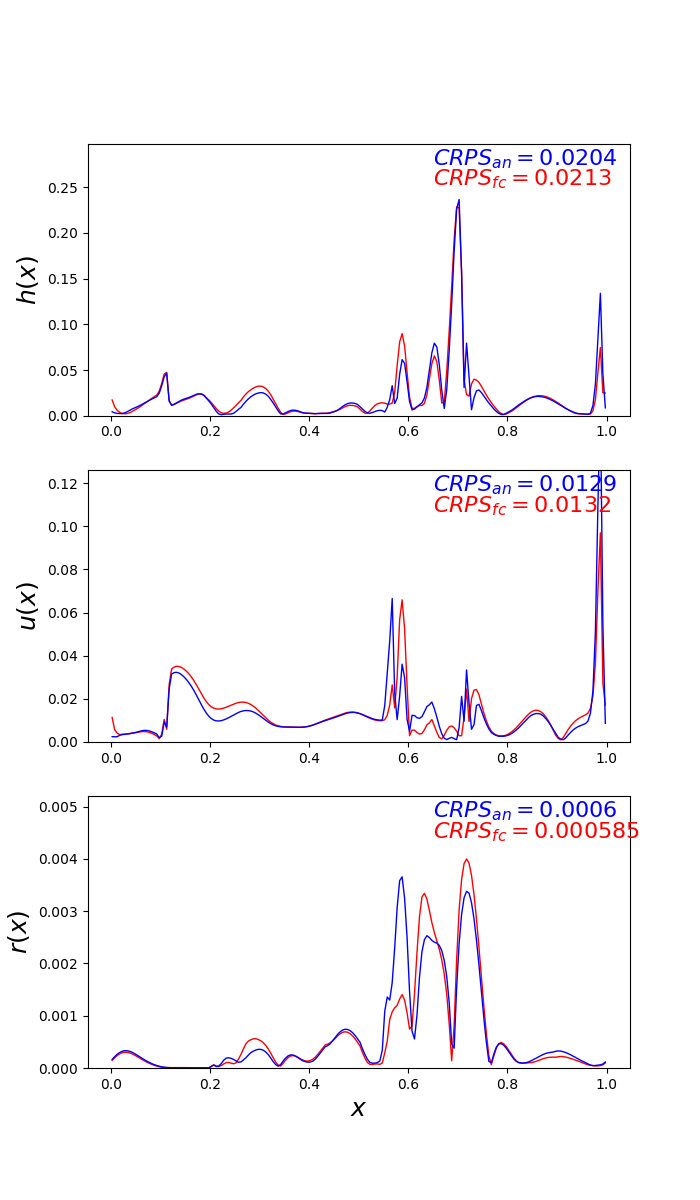 CRPS_an = 0.0204
CRPS_fc = 0.0213
h(x)
0.25
0.20
0.15
0.10
0.05
0.00
0.0 0.2 0.4 0.6 0.8 1.0
CRPS_an = 0.0129
CRPS_fc = 0.0132
u(x)
0.12
0.10
0.08
0.06
0.04
0.02
0.00
0.0 0.2 0.4 0.6 0.8 1.0
CRPS_an = 0.0006
CRPS_fc = 0.000585
r(x)
0.005
0.004
0.003
0.002
0.001
0.000
0.0 0.2 0.4 0.6 0.8 1.0
x